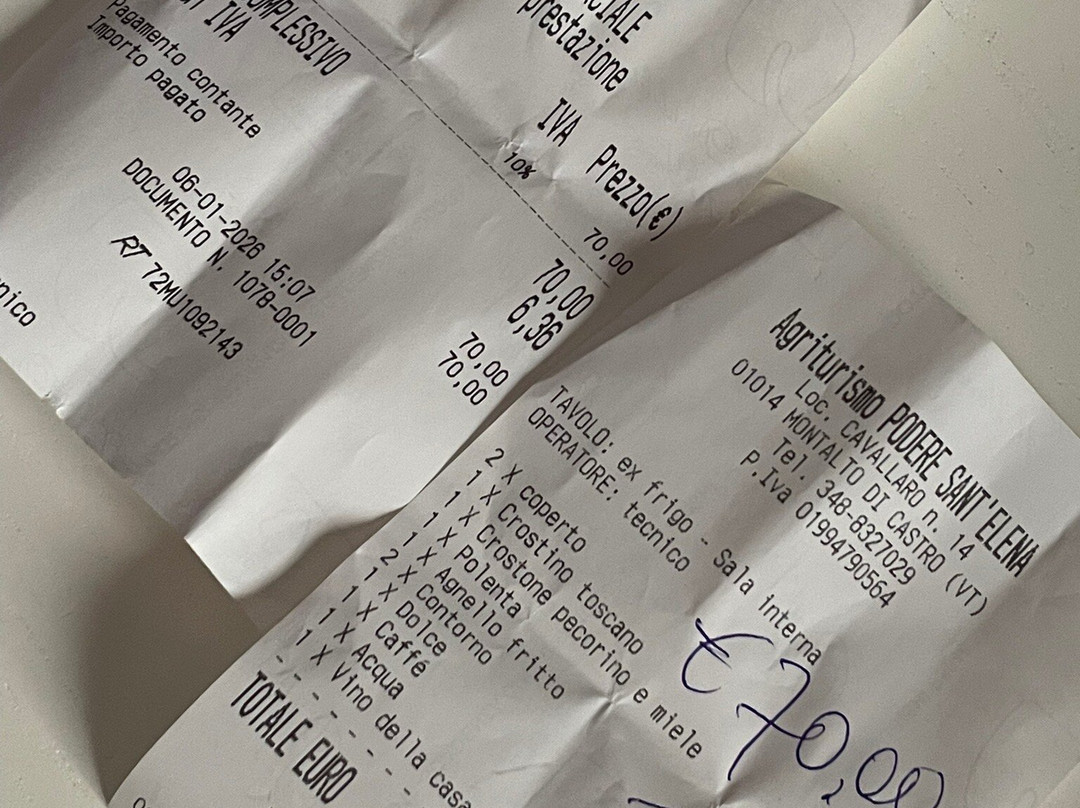 CIALE
prestazione
IVA Prezzo(€)
10% 70,00
COMPLESSIVO 70,00
IVA 6,36
Pagamento contante 70,00
Importo pagato 70,00
06-01-2026 15:07
DOCUMENTO N. 1078-0001
RT 72MU1092143
nico
Agriturismo PODERE SANT'ELENA
Loc. CAVALLARO n. 14
01014 MONTALTO DI CASTRO (VT)
Tel. 348-8327029
P.Iva 01994790564
TAVOLO: ex frigo - Sala interna
OPERATORE: tecnico
2 X coperto
1 X Crostino toscano
1 X Crostone pecorino e miele
1 X Polenta
1 X Agnello fritto
2 X Contorno
1 X Dolce
1 X Caffé
1 X Acqua
1 X Vino della casa
TOTALE EURO
€ 70,00